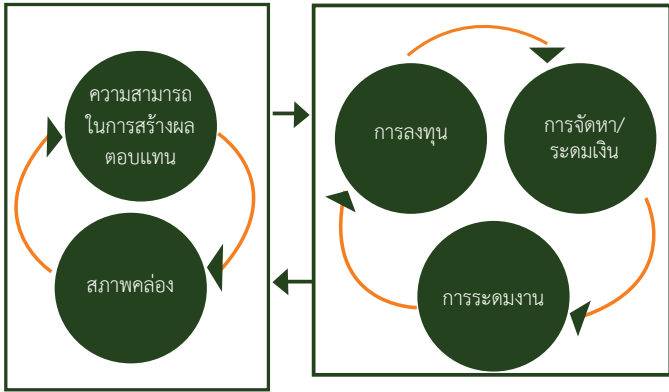 ความสามารถ
ในการสร้างผล
ตอบแทน
สภาพคล่อง
การลงทุน
การจัดหา/
ระดมเงิน
การระดมงาน